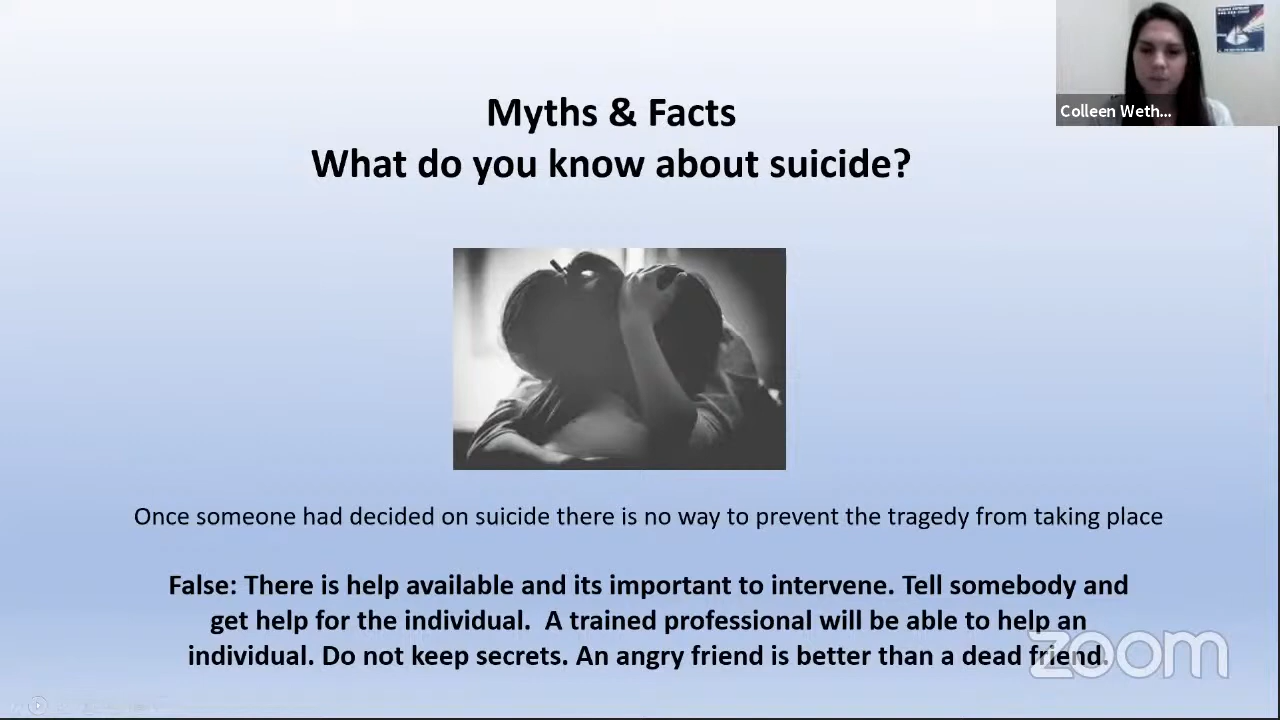 Myths & Facts
What do you know about suicide?
Colleen Weth...
Once someone had decided on suicide there is no way to prevent the tragedy from taking place
False: There is help available and its important to intervene. Tell somebody and
get help for the individual. A trained professional will be able to help an
individual. Do not keep secrets. An angry friend is better than a dead friend.
zoom